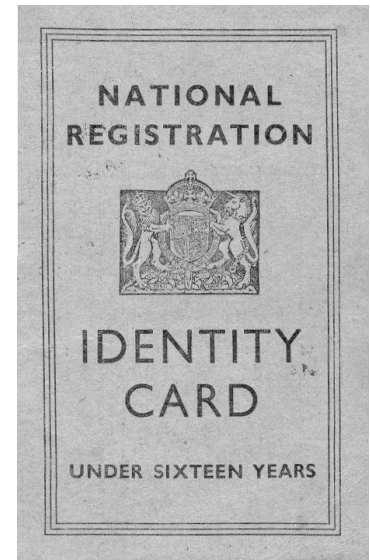 NATIONAL
REGISTRATION
IDENTITY
CARD
UNDER SIXTEEN YEARS